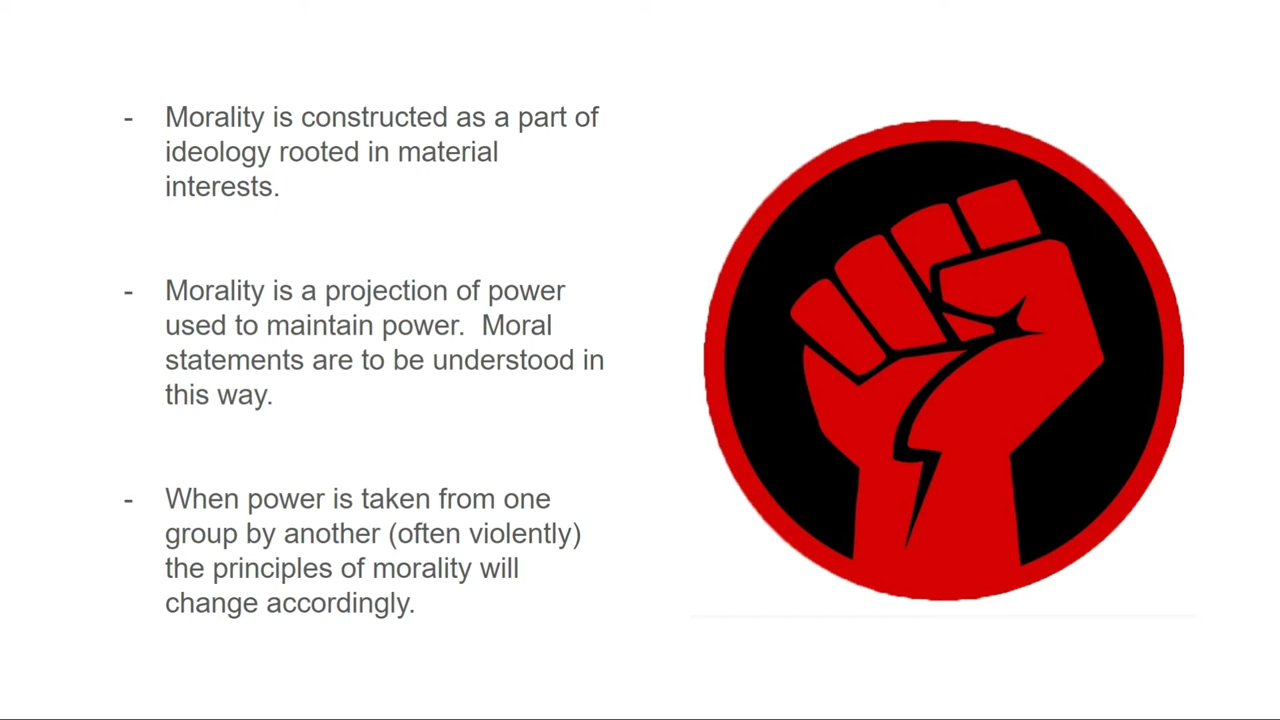 - Morality is constructed as a part of
ideology rooted in material
interests.
- Morality is a projection of power
used to maintain power.  Moral
statements are to be understood in
this way.
- When power is taken from one
group by another (often violently)
the principles of morality will
change accordingly.